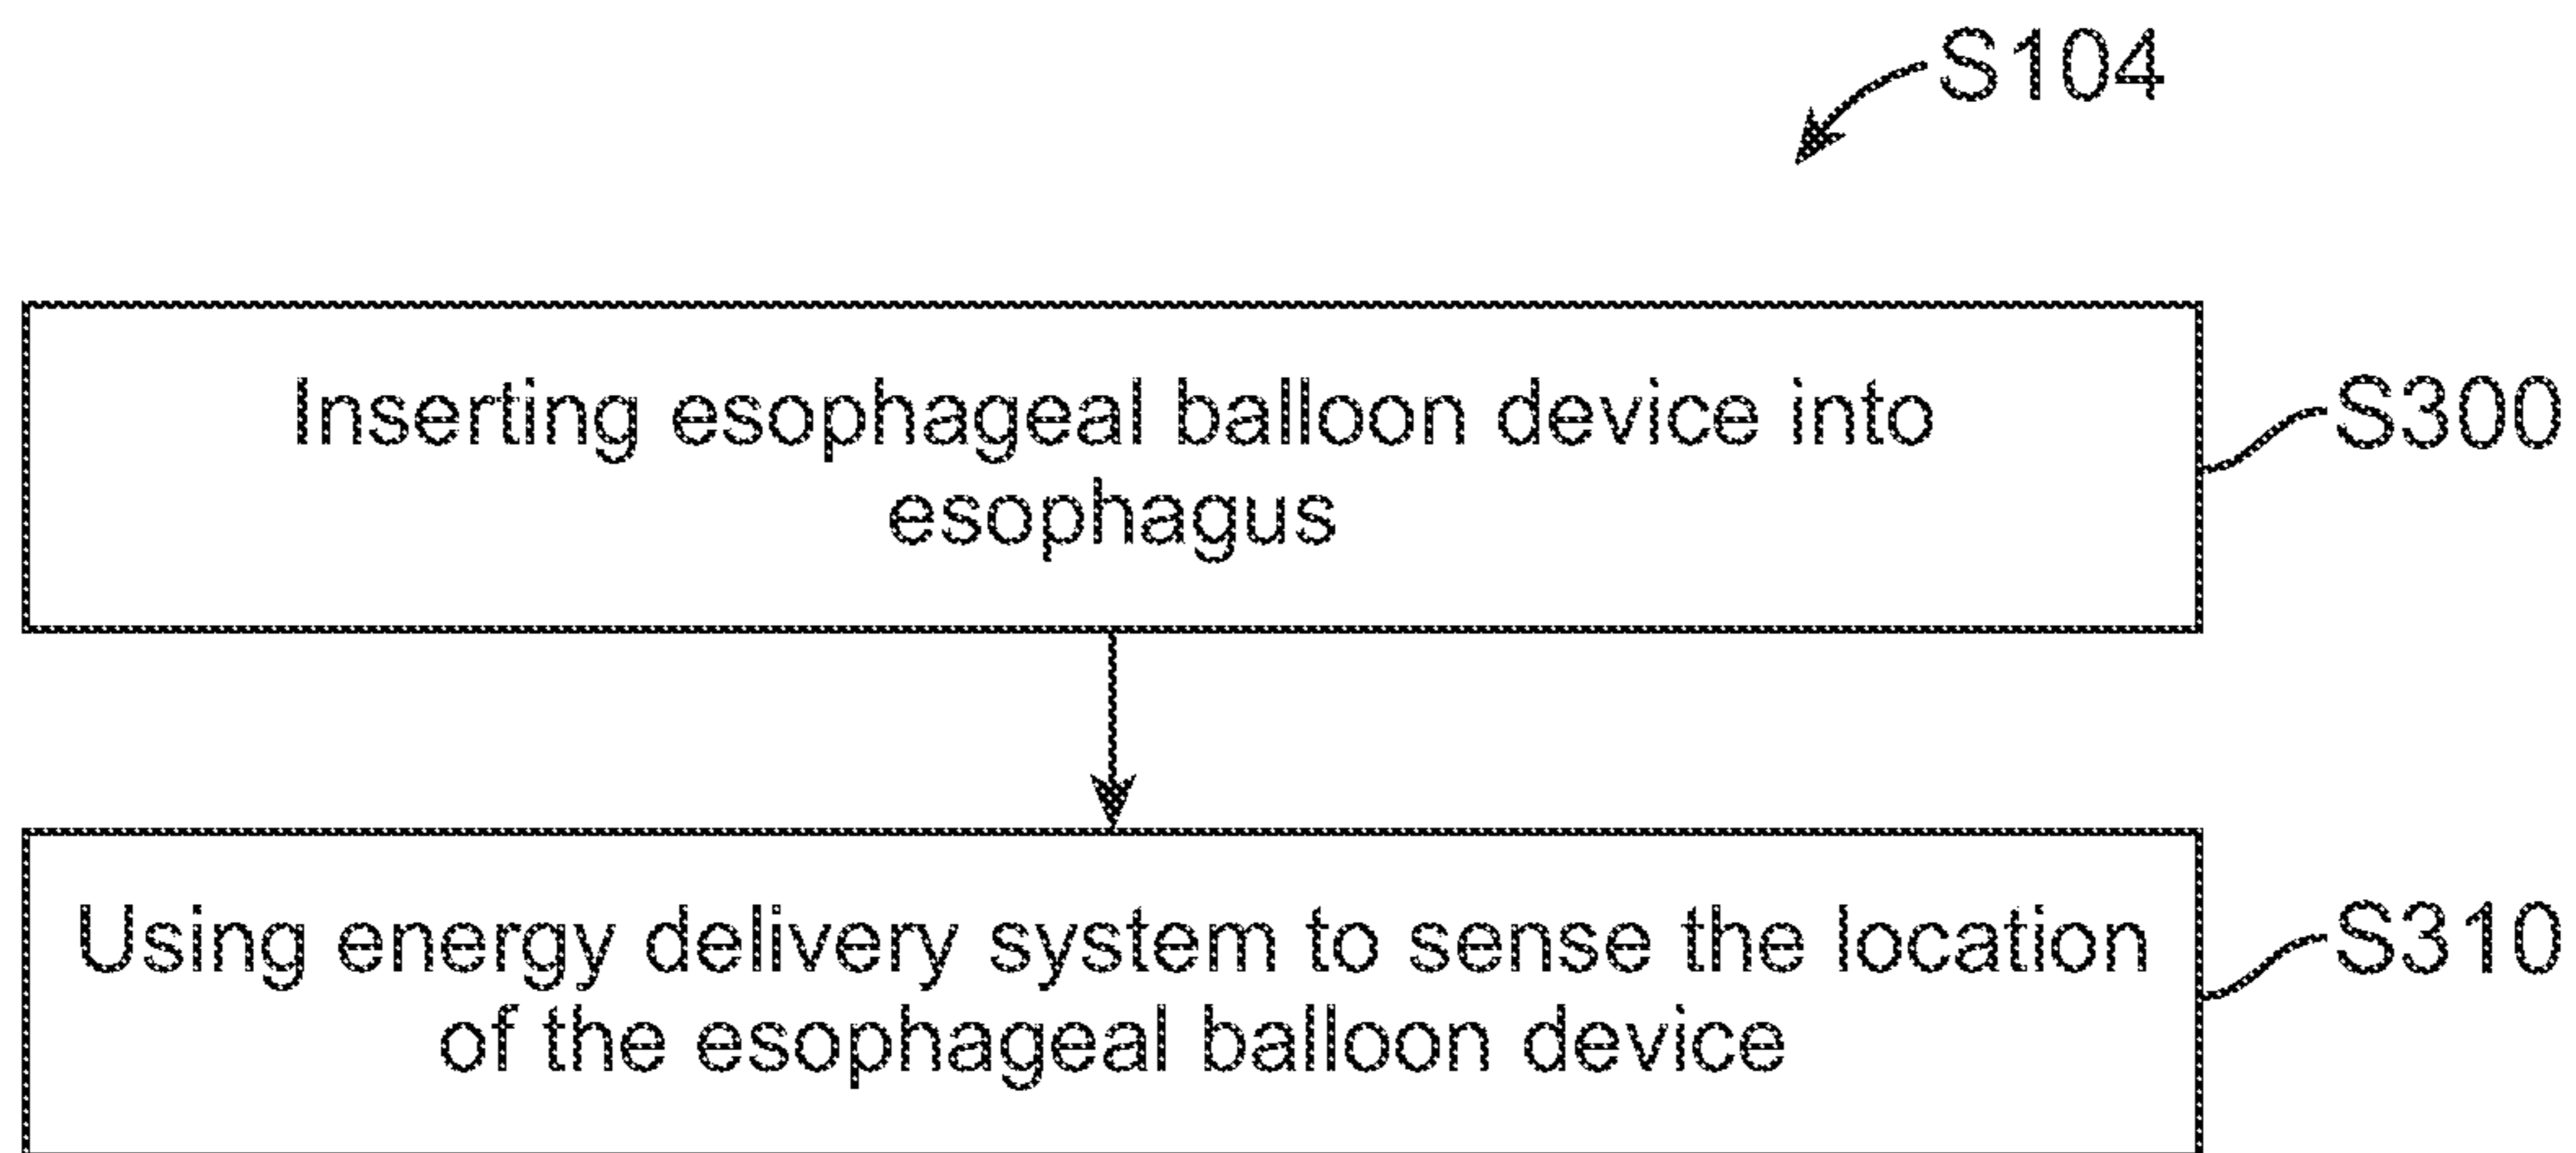 S104
Inserting esophageal balloon device into
esophagus
S300
Using energy delivery system to sense the location
of the esophageal balloon device
S310